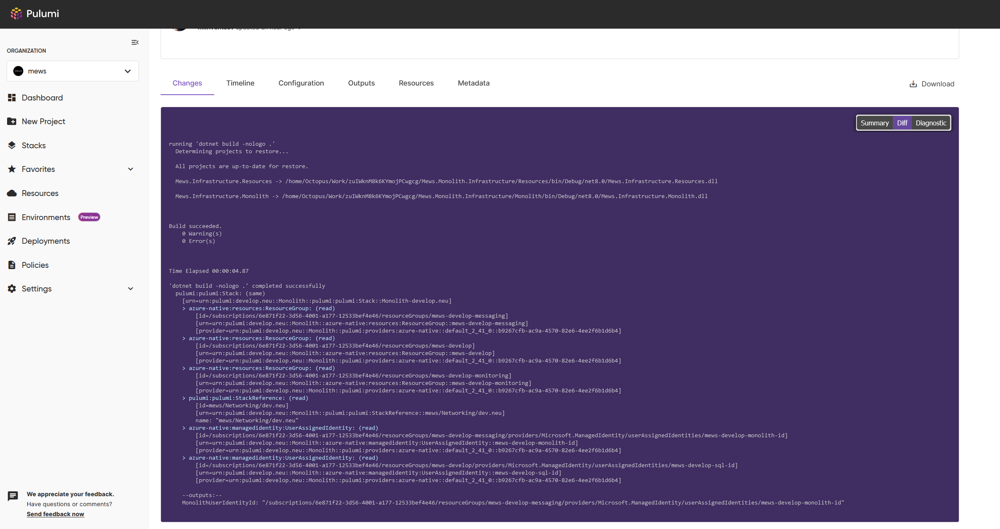 Pulumi
updated an hour ago
ORGANIZATION
mews
Dashboard
New Project
Stacks
Favorites
Resources
Environments Preview
Deployments
Policies
Settings
We appreciate your feedback.
Have questions or comments?
Send feedback now
Changes Timeline Configuration Outputs Resources Metadata Download
Summary Diff Diagnostic
running 'dotnet build -nologo .'
Determining projects to restore...
All projects are up-to-date for restore.
Mews.Infrastructure.Resources -> /home/Octopus/Work/zuIWknM8k6KYmojPCwgcg/Mews.Monolith.Infrastructure/Resources/bin/Debug/net8.0/Mews.Infrastructure.Resources.dll
Mews.Infrastructure.Monolith -> /home/Octopus/Work/zuIWknM8k6KYmojPCwgcg/Mews.Monolith.Infrastructure/Monolith/bin/Debug/net8.0/Mews.Infrastructure.Monolith.dll
Build succeeded.
0 Warning(s)
0 Error(s)
Time Elapsed 00:00:04.87
'dotnet build -nologo .' completed successfully
pulumi:pulumi:Stack: (same)
[urn=urn:pulumi:develop.neu::Monolith::pulumi:pulumi:Stack::Monolith-develop.neu]
> azure-native:resources:ResourceGroup: (read)
[id=/subscriptions/6e871f22-3d56-4001-a177-12533bef4e46/resourceGroups/mews-develop-messaging]
[urn=urn:pulumi:develop.neu::Monolith::azure-native:resources:ResourceGroup::mews-develop-messaging]
[provider=urn:pulumi:develop.neu::Monolith::pulumi:providers:azure-native::default_2_41_0::b9267cfb-ac9a-4570-82e6-4ee2f6b1d6b4]
> azure-native:resources:ResourceGroup: (read)
[id=/subscriptions/6e871f22-3d56-4001-a177-12533bef4e46/resourceGroups/mews-develop]
[urn=urn:pulumi:develop.neu::Monolith::azure-native:resources:ResourceGroup::mews-develop]
[provider=urn:pulumi:develop.neu::Monolith::pulumi:providers:azure-native::default_2_41_0::b9267cfb-ac9a-4570-82e6-4ee2f6b1d6b4]
> azure-native:resources:ResourceGroup: (read)
[id=/subscriptions/6e871f22-3d56-4001-a177-12533bef4e46/resourceGroups/mews-develop-monitoring]
[urn=urn:pulumi:develop.neu::Monolith::azure-native:resources:ResourceGroup::mews-develop-monitoring]
[provider=urn:pulumi:develop.neu::Monolith::pulumi:providers:azure-native::default_2_41_0::b9267cfb-ac9a-4570-82e6-4ee2f6b1d6b4]
> pulumi:pulumi:StackReference: (read)
[id=mews/Networking/dev.neu]
[urn=urn:pulumi:develop.neu::Monolith::pulumi:pulumi:StackReference::mews/Networking/dev.neu]
name: "mews/Networking/dev.neu"
> azure-native:managedidentity:UserAssignedIdentity: (read)
[id=/subscriptions/6e871f22-3d56-4001-a177-12533bef4e46/resourceGroups/mews-develop-messaging/providers/Microsoft.ManagedIdentity/userAssignedIdentities/mews-develop-monolith-id]
[urn=urn:pulumi:develop.neu::Monolith::azure-native:managedidentity:UserAssignedIdentity::mews-develop-monolith-id]
[provider=urn:pulumi:develop.neu::Monolith::pulumi:providers:azure-native::default_2_41_0::b9267cfb-ac9a-4570-82e6-4ee2f6b1d6b4]
> azure-native:managedidentity:UserAssignedIdentity: (read)
[id=/subscriptions/6e871f22-3d56-4001-a177-12533bef4e46/resourceGroups/mews-develop/providers/Microsoft.ManagedIdentity/userAssignedIdentities/mews-develop-sql-id]
[urn=urn:pulumi:develop.neu::Monolith::azure-native:managedidentity:UserAssignedIdentity::mews-develop-sql-id]
[provider=urn:pulumi:develop.neu::Monolith::pulumi:providers:azure-native::default_2_41_0::b9267cfb-ac9a-4570-82e6-4ee2f6b1d6b4]
--outputs:--
MonolithUserIdentityId: "/subscriptions/6e871f22-3d56-4001-a177-12533bef4e46/resourceGroups/mews-develop-messaging/providers/Microsoft.ManagedIdentity/userAssignedIdentities/mews-develop-monolith-id"